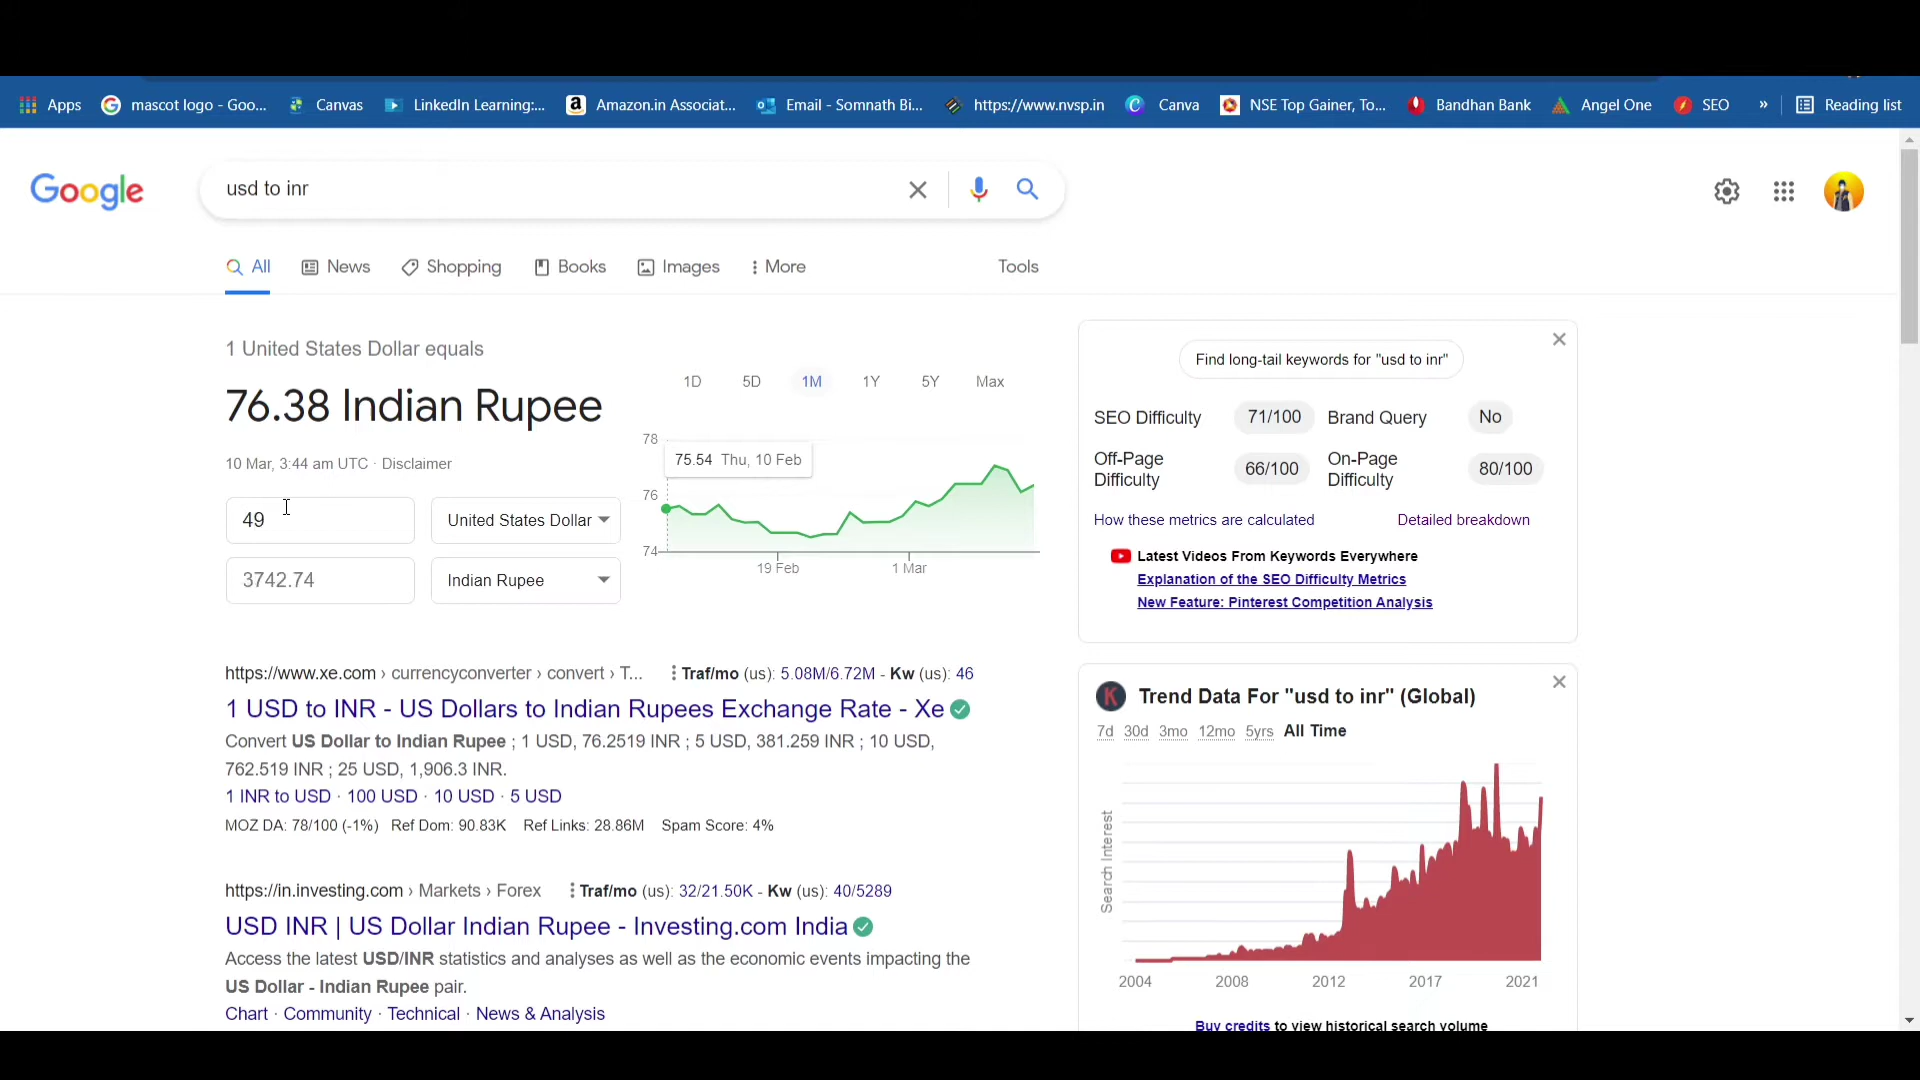 Apps
mascot logo - Goo...
Canvas
LinkedIn Learning:...
Amazon.in Associat...
Email - Somnath Bi...
https://www.nvsp.in
Canva
NSE Top Gainer, To...
Bandhan Bank
Angel One
SEO
»
Reading list
Google
usd to inr
All
News
Shopping
Books
Images
More
Tools
1 United States Dollar equals
76.38 Indian Rupee
10 Mar, 3:44 am UTC · Disclaimer
49
United States Dollar
3742.74
Indian Rupee
1D 5D 1M 1Y 5Y Max
78
75.54 Thu, 10 Feb
76
74
19 Feb 1 Mar
https://www.xe.com › currencyconverter › convert › T...
Traf/mo (us): 5.08M/6.72M - Kw (us): 46
1 USD to INR - US Dollars to Indian Rupees Exchange Rate - Xe
Convert US Dollar to Indian Rupee ; 1 USD, 76.2519 INR ; 5 USD, 381.259 INR ; 10 USD,
762.519 INR ; 25 USD, 1,906.3 INR.
1 INR to USD · 100 USD · 10 USD · 5 USD
MOZ DA: 78/100 (-1%) Ref Dom: 90.83K Ref Links: 28.86M Spam Score: 4%
https://in.investing.com › Markets › Forex
Traf/mo (us): 32/21.50K - Kw (us): 40/5289
USD INR | US Dollar Indian Rupee - Investing.com India
Access the latest USD/INR statistics and analyses as well as the economic events impacting the
US Dollar - Indian Rupee pair.
Chart · Community · Technical · News & Analysis
Find long-tail keywords for "usd to inr"
SEO Difficulty 71/100 Brand Query No
Off-Page Difficulty 66/100 On-Page Difficulty 80/100
How these metrics are calculated
Detailed breakdown
Latest Videos From Keywords Everywhere
Explanation of the SEO Difficulty Metrics
New Feature: Pinterest Competition Analysis
K
Trend Data For "usd to inr" (Global)
7d 30d 3mo 12mo 5yrs All Time
Search Interest
2004 2008 2012 2017 2021
Buy credits to view historical search volume